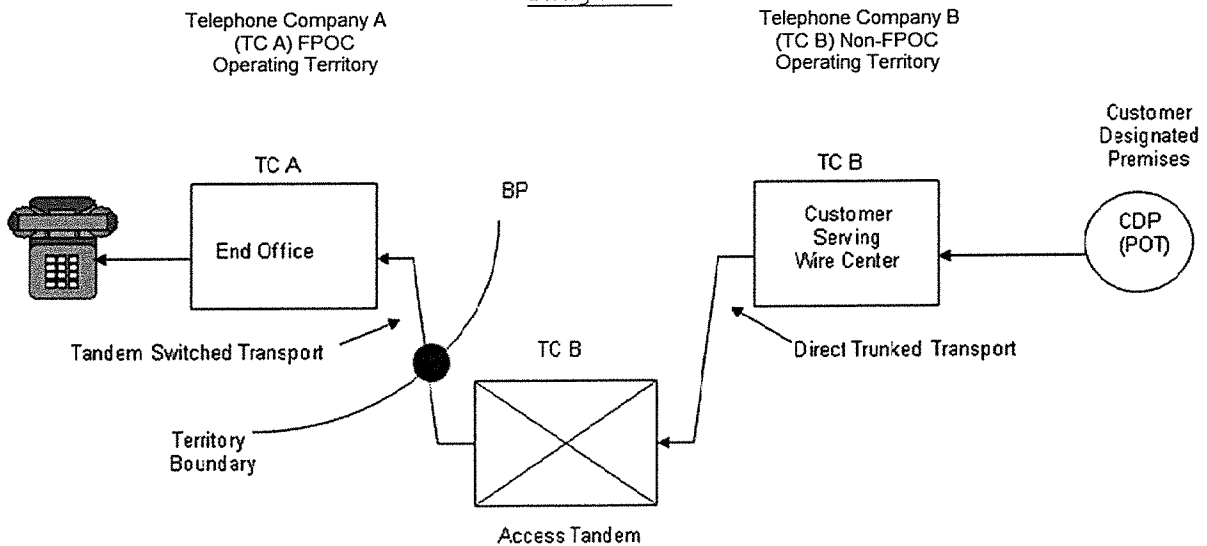 Telephone Company A
(TC A) FPOC
Operating Territory
Telephone Company B
(TC B) Non-FPOC
Operating Territory
Customer
Designated
Premises
TC A
BP
TC B
End Office
Customer
Serving
Wire Center
CDP
(POT)
Tandem Switched Transport
TC B
Direct Trunked Transport
Territory
Boundary
Access Tandem